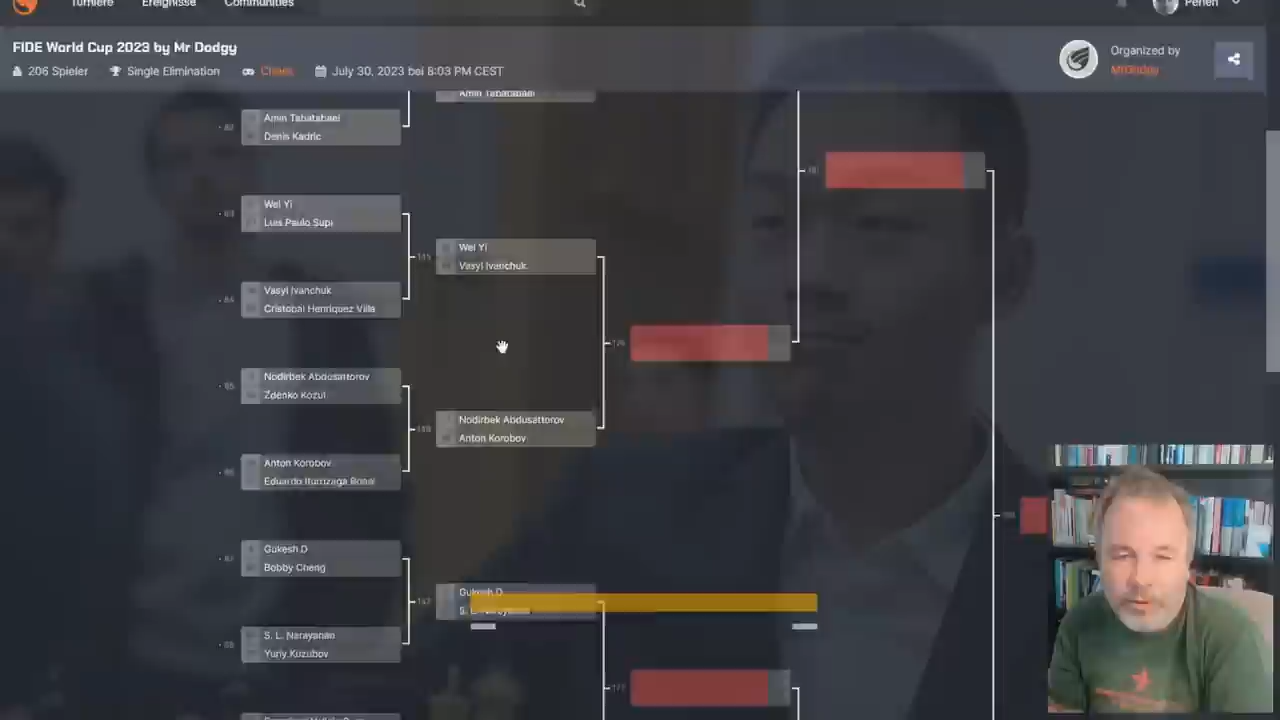 Turniere Ereignisse Communities
Perien
FIDE World Cup 2023 by Mr Dodgy
206 Spieler Single Elimination Chess July 30, 2023 bei 8:03 PM CEST
Organized by
MrDodgy
Amin Tabatabaei
Amin Tabatabaei
Denis Kadric
Wei Yi
Luis Paulo Supi
Wei Yi
Vasyl Ivanchuk
Vasyl Ivanchuk
Cristobal Henriquez Villa
Nodirbek Abdusattorov
Zdenko Kozul
Nodirbek Abdusattorov
Anton Korobov
Anton Korobov
Eduardo Iturrizaga Bonelli
Gukesh D
Bobby Cheng
Gukesh D
S. L. Narayanan
Yuriy Kuzubov